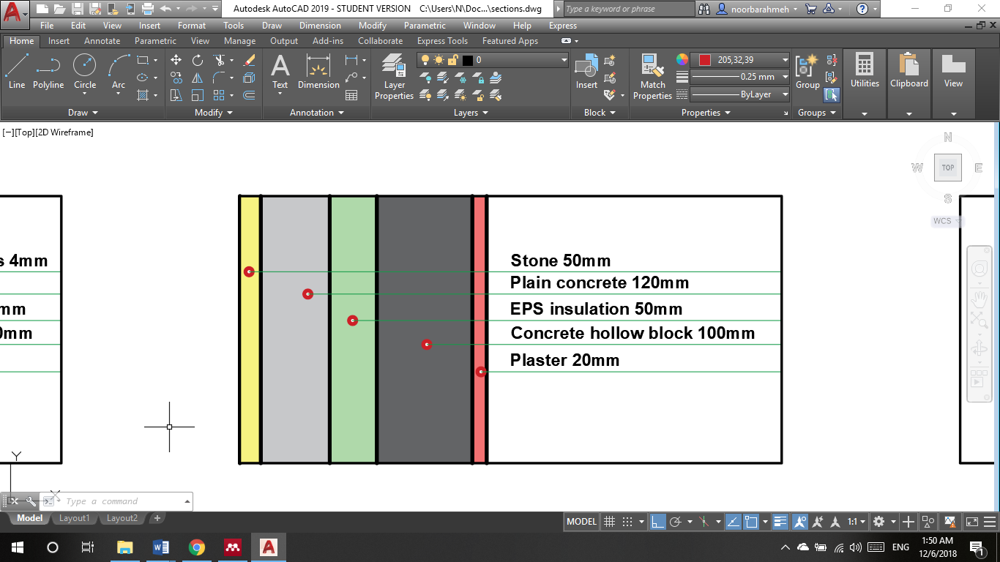 Autodesk AutoCAD 2019 - STUDENT VERSION C:\Users\N\Doc...\sections.dwg
Type a keyword or phrase
noorbarahmeh
File Edit View Insert Format Tools Draw Dimension Modify Parametric Window Help Express
Home Insert Annotate Parametric View Manage Output Add-ins Collaborate Express Tools Featured Apps
0
205,32,39
0.25 mm
ByLayer
Line Polyline Circle Arc
Text Dimension
Layer Properties
Insert
Match Properties
Group
Utilities
Clipboard
View
Draw Modify Annotation Layers Block Properties Groups
[−][Top][2D Wireframe]
N
W TOP E
S
WCS
s 4mm
mm
0mm
Stone 50mm
Plain concrete 120mm
EPS insulation 50mm
Concrete hollow block 100mm
Plaster 20mm
Y
X
Type a command
Model Layout1 Layout2 +
MODEL
1:1
ENG
1:50 AM
12/6/2018
1